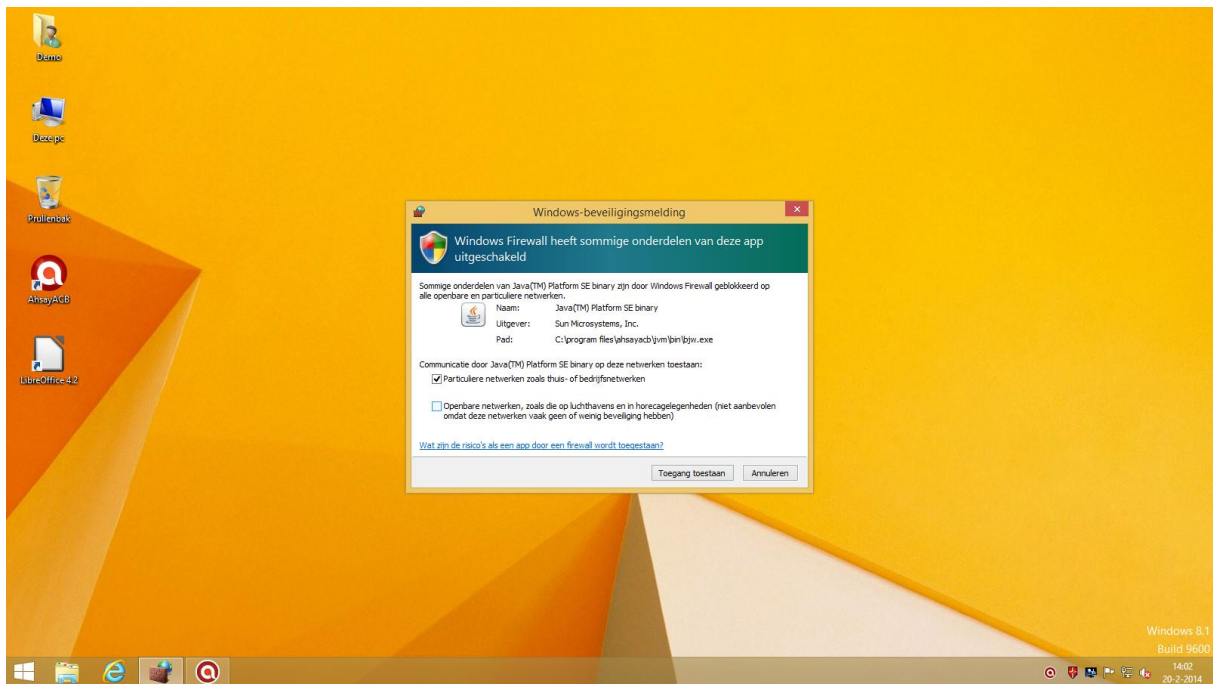 Demo
Deze pc
Prullenbak
AhsayACB
LibreOffice 4.2
Windows-beveiligingsmelding
Windows Firewall heeft sommige onderdelen van deze app
uitgeschakeld
Sommige onderdelen van Java(TM) Platform SE binary zijn door Windows Firewall geblokkeerd op
alle openbare en particuliere netwerken.
Naam: Java(TM) Platform SE binary
Uitgever: Sun Microsystems, Inc.
Pad: C:\program files\ahsayacb\jvm\bin\bjw.exe
Communicatie door Java(TM) Platform SE binary op deze netwerken toestaan:
Particuliere netwerken zoals thuis- of bedrijfsnetwerken
Openbare netwerken, zoals die op luchthavens en in horecagelegenheden (niet aanbevolen
omdat deze netwerken vaak geen of weinig beveiliging hebben)
Wat zijn de risico's als een app door een firewall wordt toegestaan?
Toegang toestaan Annuleren
Windows 8.1
Build 9600
14:02
20-2-2014